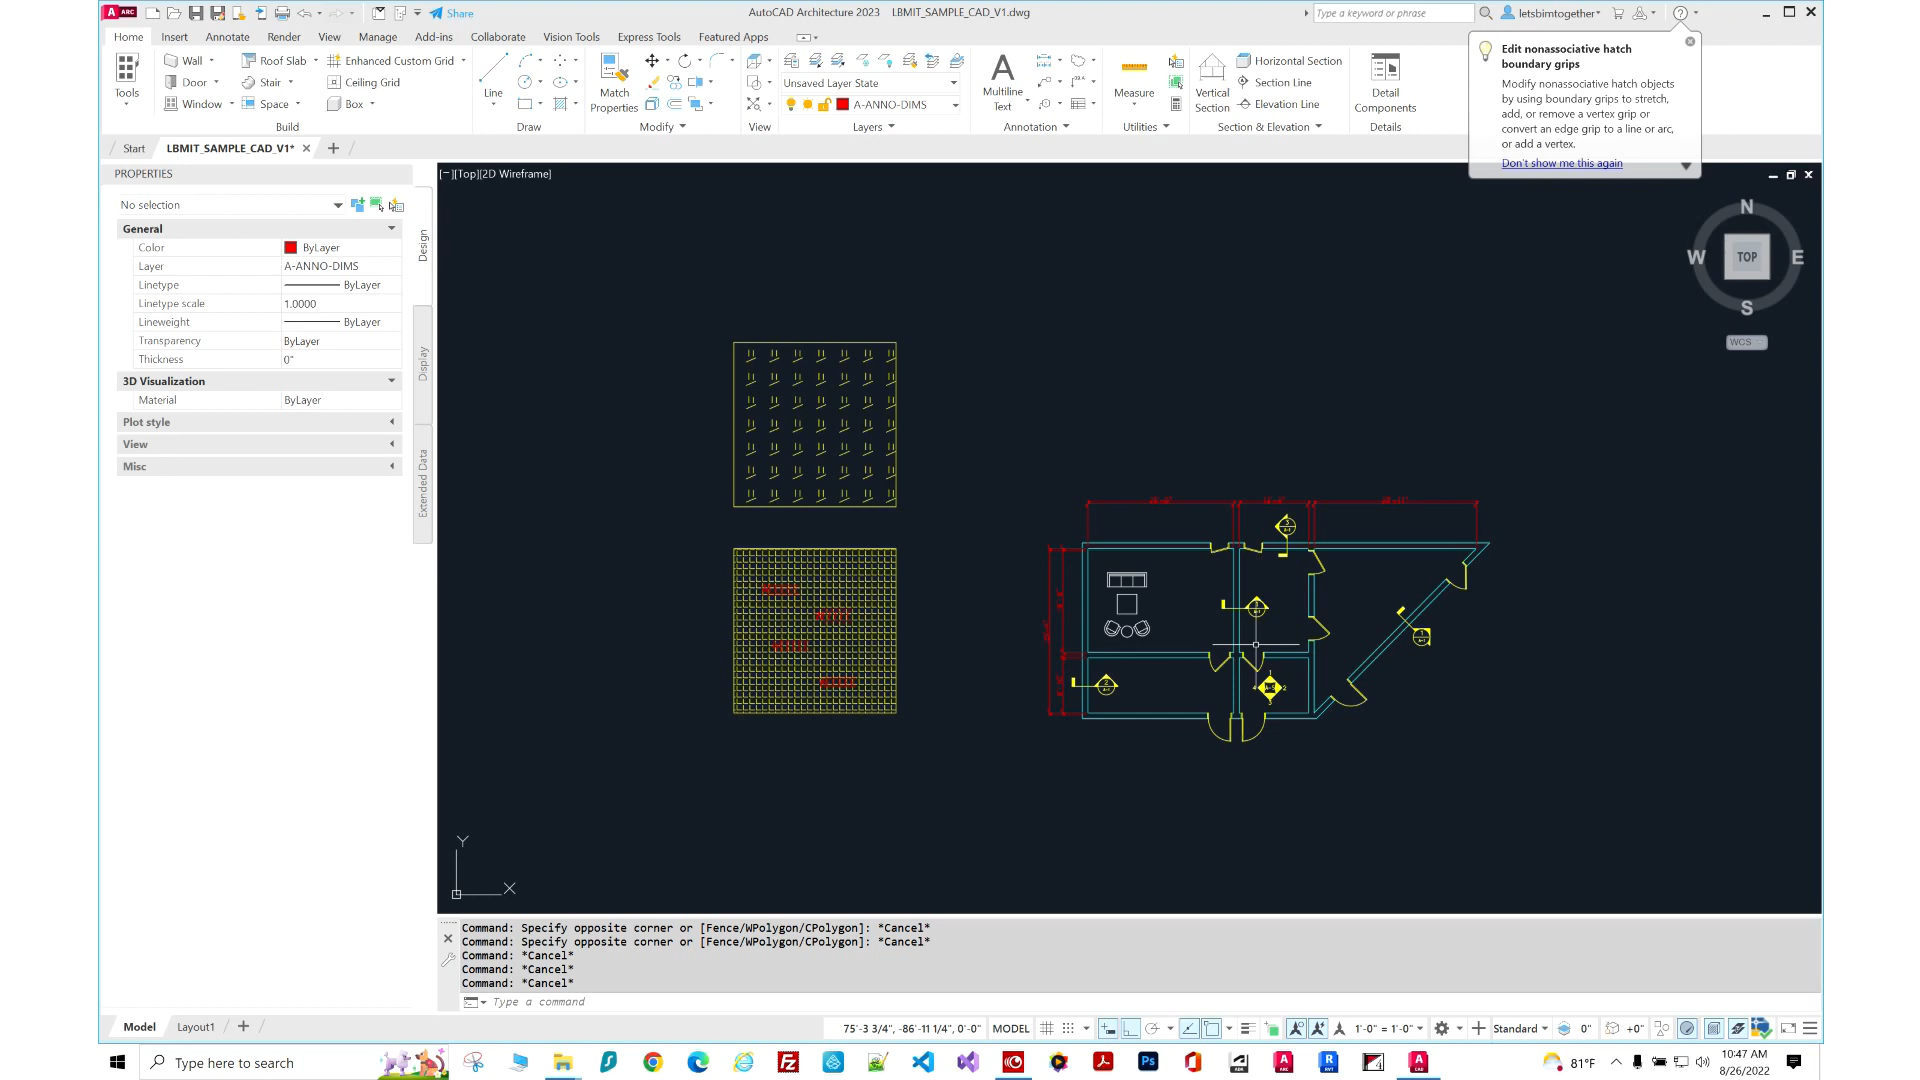 ARC
Share
AutoCAD Architecture 2023 LBMIT_SAMPLE_CAD_V1.dwg
Type a keyword or phrase
letsbimtogether
Home Insert Annotate Render View Manage Add-ins Collaborate Vision Tools Express Tools Featured Apps
Tools
Wall
Door
Window
Roof Slab
Stair
Space
Enhanced Custom Grid
Ceiling Grid
Box
Build
Line
Draw
Match
Properties
Modify
View
Unsaved Layer State
A-ANNO-DIMS
Layers
Multiline
Text
Annotation
Measure
Utilities
Vertical
Section
Horizontal Section
Section Line
Elevation Line
Section & Elevation
Detail
Components
Details
Edit nonassociative hatch
boundary grips
Modify nonassociative hatch objects
by using boundary grips to stretch,
add, or remove a vertex grip or
convert an edge grip to a line or arc,
or add a vertex.
Don't show me this again
Start LBMIT_SAMPLE_CAD_V1*
PROPERTIES
No selection
General
Color ByLayer
Layer A-ANNO-DIMS
Linetype ByLayer
Linetype scale 1.0000
Lineweight ByLayer
Transparency ByLayer
Thickness 0"
3D Visualization
Material ByLayer
Plot style
View
Misc
Design
Display
Extended Data
[−][Top][2D Wireframe]
N
W TOP E
S
WCS
Y
X
Command: Specify opposite corner or [Fence/WPolygon/CPolygon]: *Cancel*
Command: Specify opposite corner or [Fence/WPolygon/CPolygon]: *Cancel*
Command: *Cancel*
Command: *Cancel*
Command: *Cancel*
Type a command
Model Layout1
75'-3 3/4", -86'-11 1/4", 0'-0" MODEL
1'-0" = 1'-0"
Standard
0"
+0"
Type here to search
81°F
10:47 AM
8/26/2022